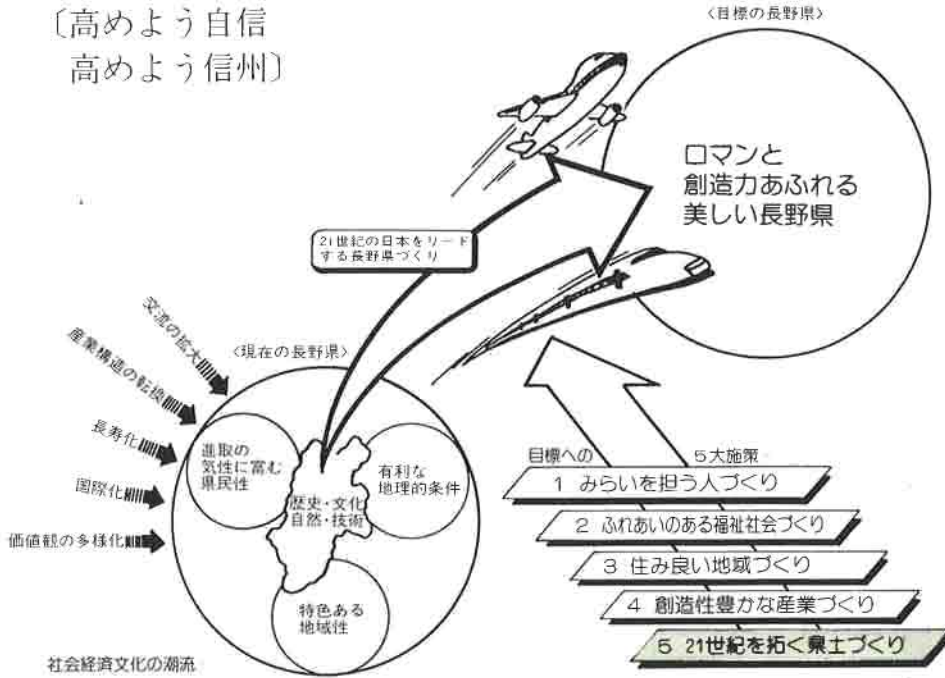 〔高めよう自信
高めよう信州〕
〈目標の長野県〉
ロマンと
創造力あふれる
美しい長野県
21世紀の日本をリード
する長野県づくり
交流の拡大
産業構造の転換
長寿化
国際化
価値観の多様化
〈現在の長野県〉
進取の
気性に富む
県民性
有利な
地理的条件
歴史・文化
自然・技術
特色ある
地域性
社会経済文化の潮流
目標への 5大施策
1 みらいを担う人づくり
2 ふれあいのある福祉社会づくり
3 住み良い地域づくり
4 創造性豊かな産業づくり
5 21世紀を拓く県土づくり